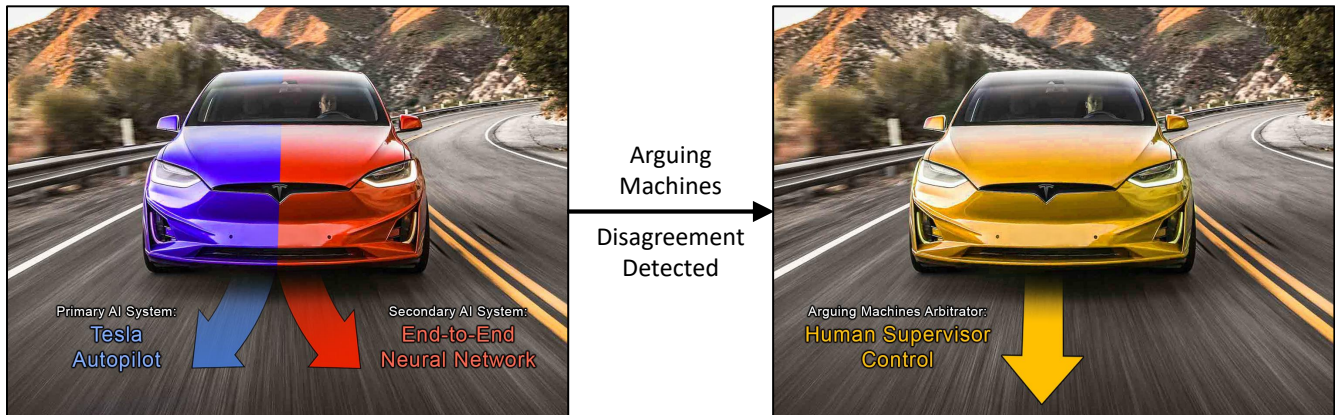 Primary AI System:
Tesla
Autopilot
Secondary AI System:
End-to-End
Neural Network
Arguing
Machines
Disagreement
Detected
Arguing Machines Arbitrator:
Human Supervisor
Control